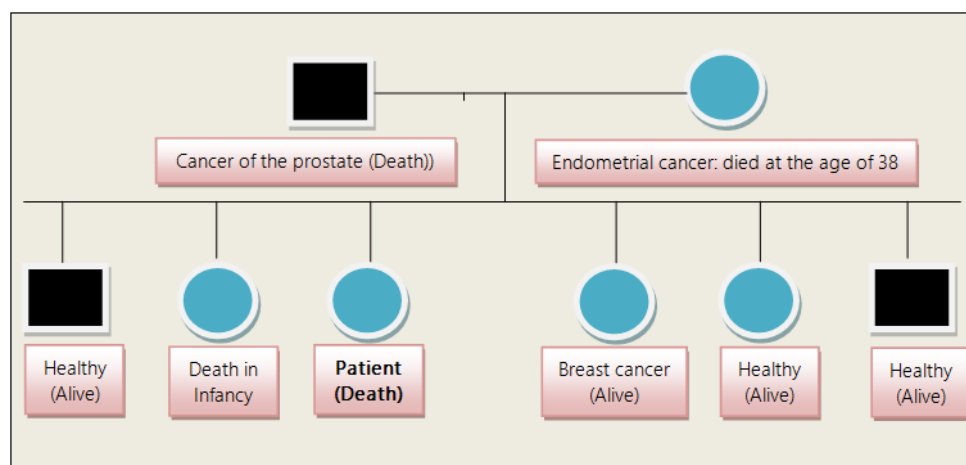 Cancer of the prostate (Death))
Endometrial cancer: died at the age of 38
Healthy
(Alive)
Death in
Infancy
Patient
(Death)
Breast cancer
(Alive)
Healthy
(Alive)
Healthy
(Alive)